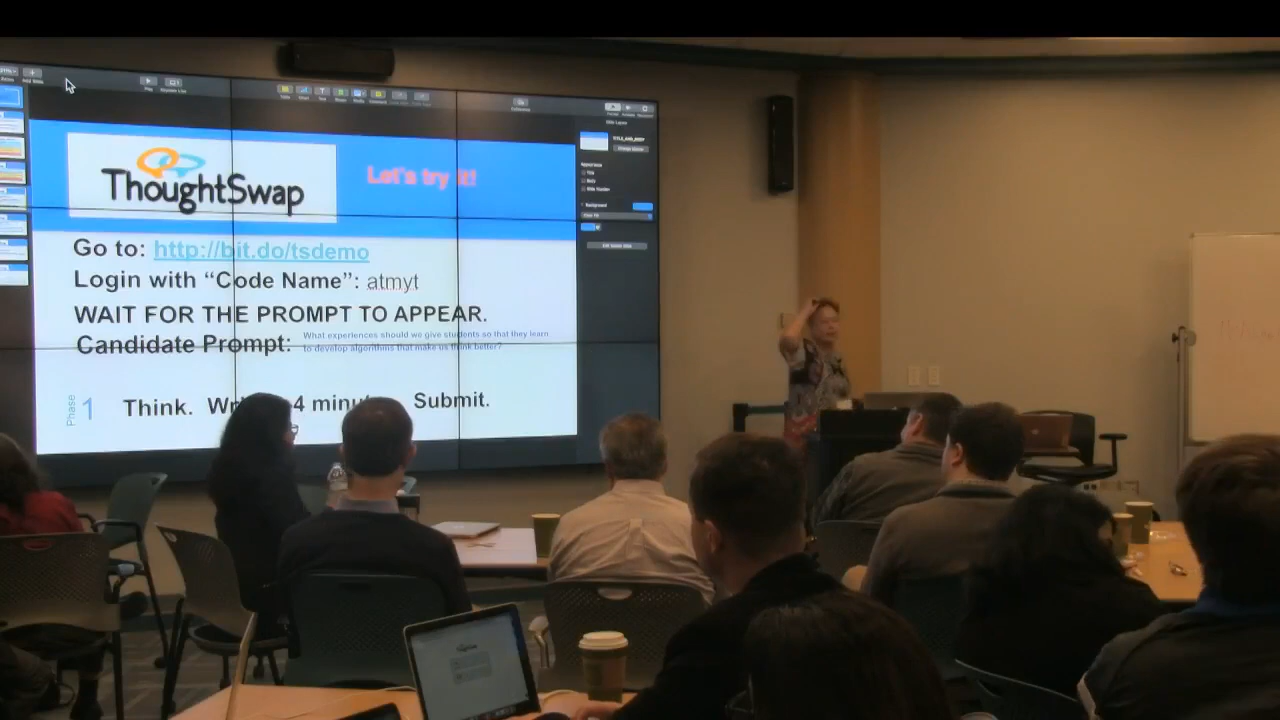 ThoughtSwap
Let's try it!
Go to: http://bit.do/tsdemo
Login with “Code Name”: atmyt
WAIT FOR THE PROMPT TO APPEAR.
Candidate Prompt: What experiences should we give students so that they learn
to develop algorithms that make us think better?
Phase 1 Think. 4 Submit.